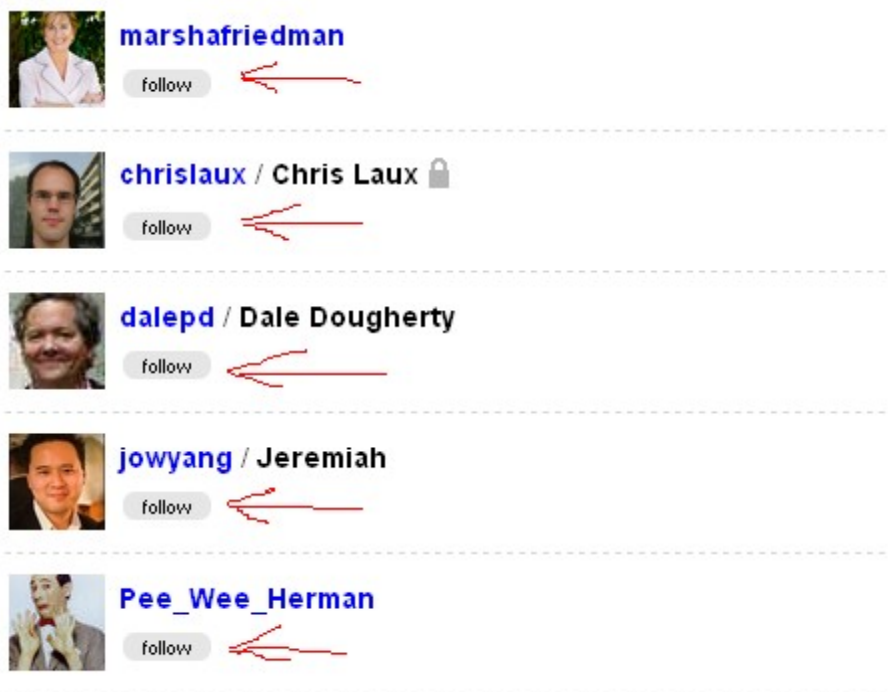 marshafriedman
follow
chrislaux / Chris Laux
follow
dalepd / Dale Dougherty
follow
jowyang / Jeremiah
follow
Pee_Wee_Herman
follow